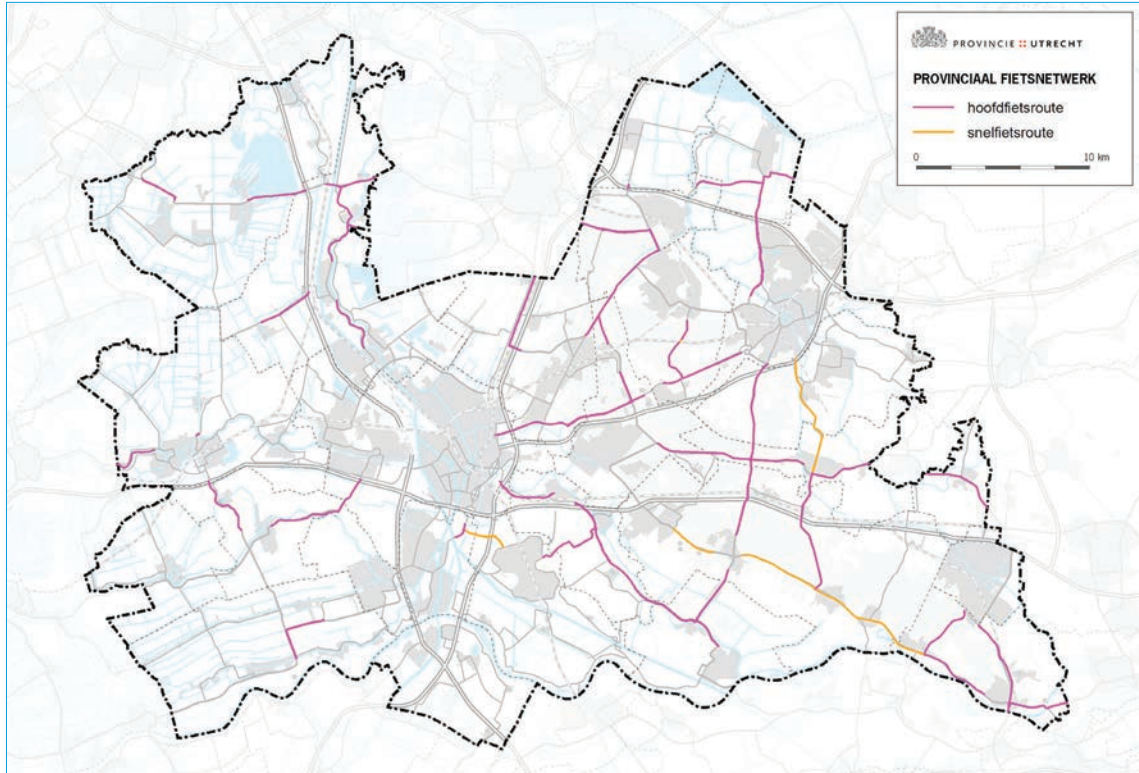 PROVINCIE :: UTRECHT
PROVINCIAAL FIETSNETWERK
hoofdfietsroute
snelfietsroute
0 10 km